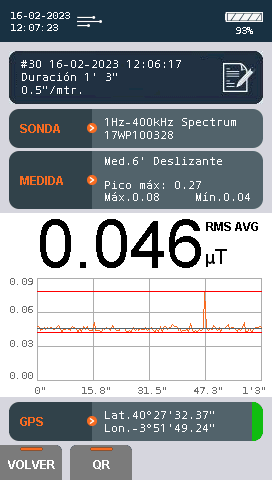 16-02-2023
12:07:23
93%
#30 16-02-2023 12:06:17
Duración 1' 3"
0.5"/mtr.
SONDA
1Hz-400kHz Spectrum
17WP100328
MEDIDA
Med.6' Deslizante
Pico máx: 0.27
Máx.0.08 Mín.0.04
0.046 RMS AVG
µT
0.09
0.06
0.03
0.00
0" 15.8" 31.5" 47.3" 1'3"
GPS
Lat.40°27'32.37"
Lon.-3°51'49.24"
VOLVER QR